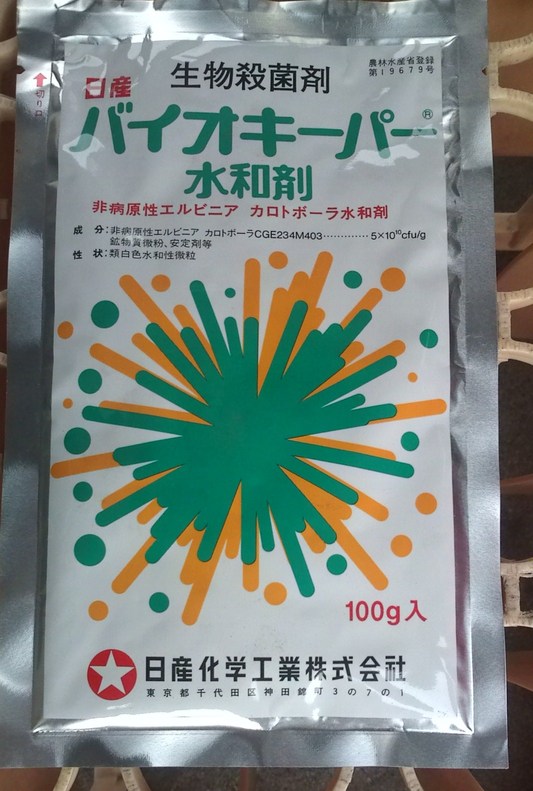 農林水産省登録
第19679号
切り口
日産
生物殺菌剤
バイオキーパー®
水和剤
非病原性エルビニア カロトボーラ水和剤
成 分:非病原性エルビニア カロトボーラCGE234M403…………5×10¹⁰cfu/g
鉱物質微粉、安定剤等
性 状:類白色水和性微粒
100g入
日産化学工業株式会社
東京都千代田区神田錦町3の7の1